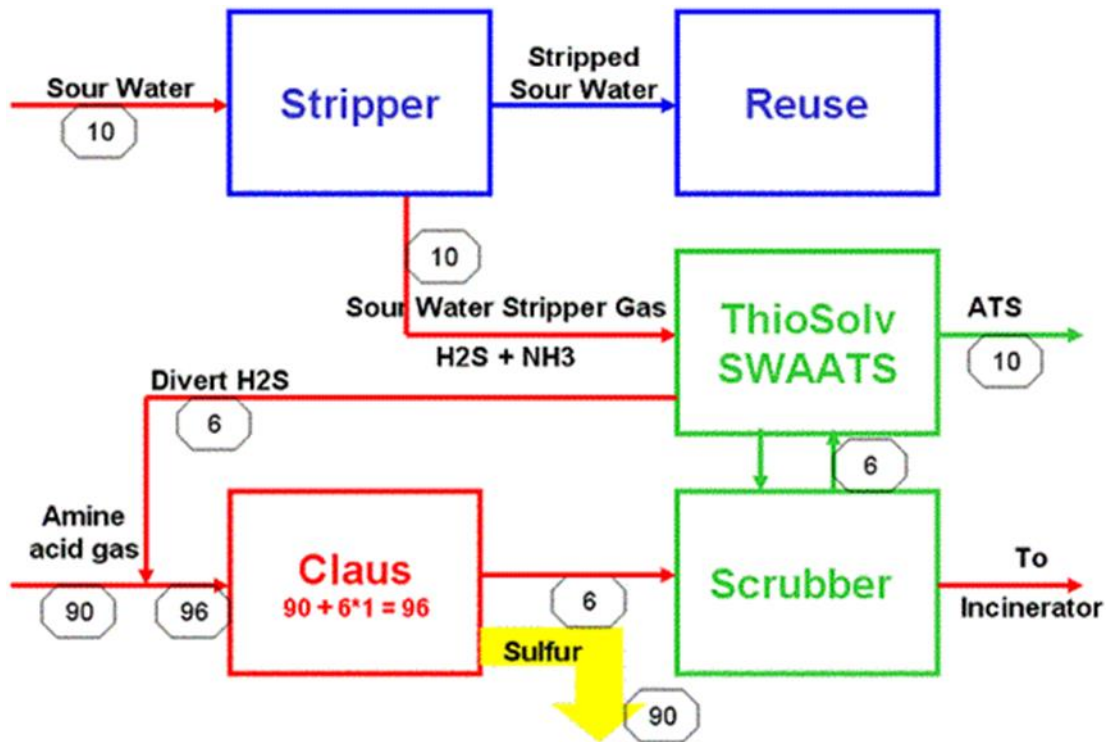 Sour Water
10
Stripper
Stripped
Sour Water
Reuse
10
Sour Water Stripper Gas
H2S + NH3
ThioSolv
SWAATS
ATS
10
Divert H2S
6
6
Amine
acid gas
90
96
Claus
90 + 6*1 = 96
6
Sulfur
90
Scrubber
To
Incinerator